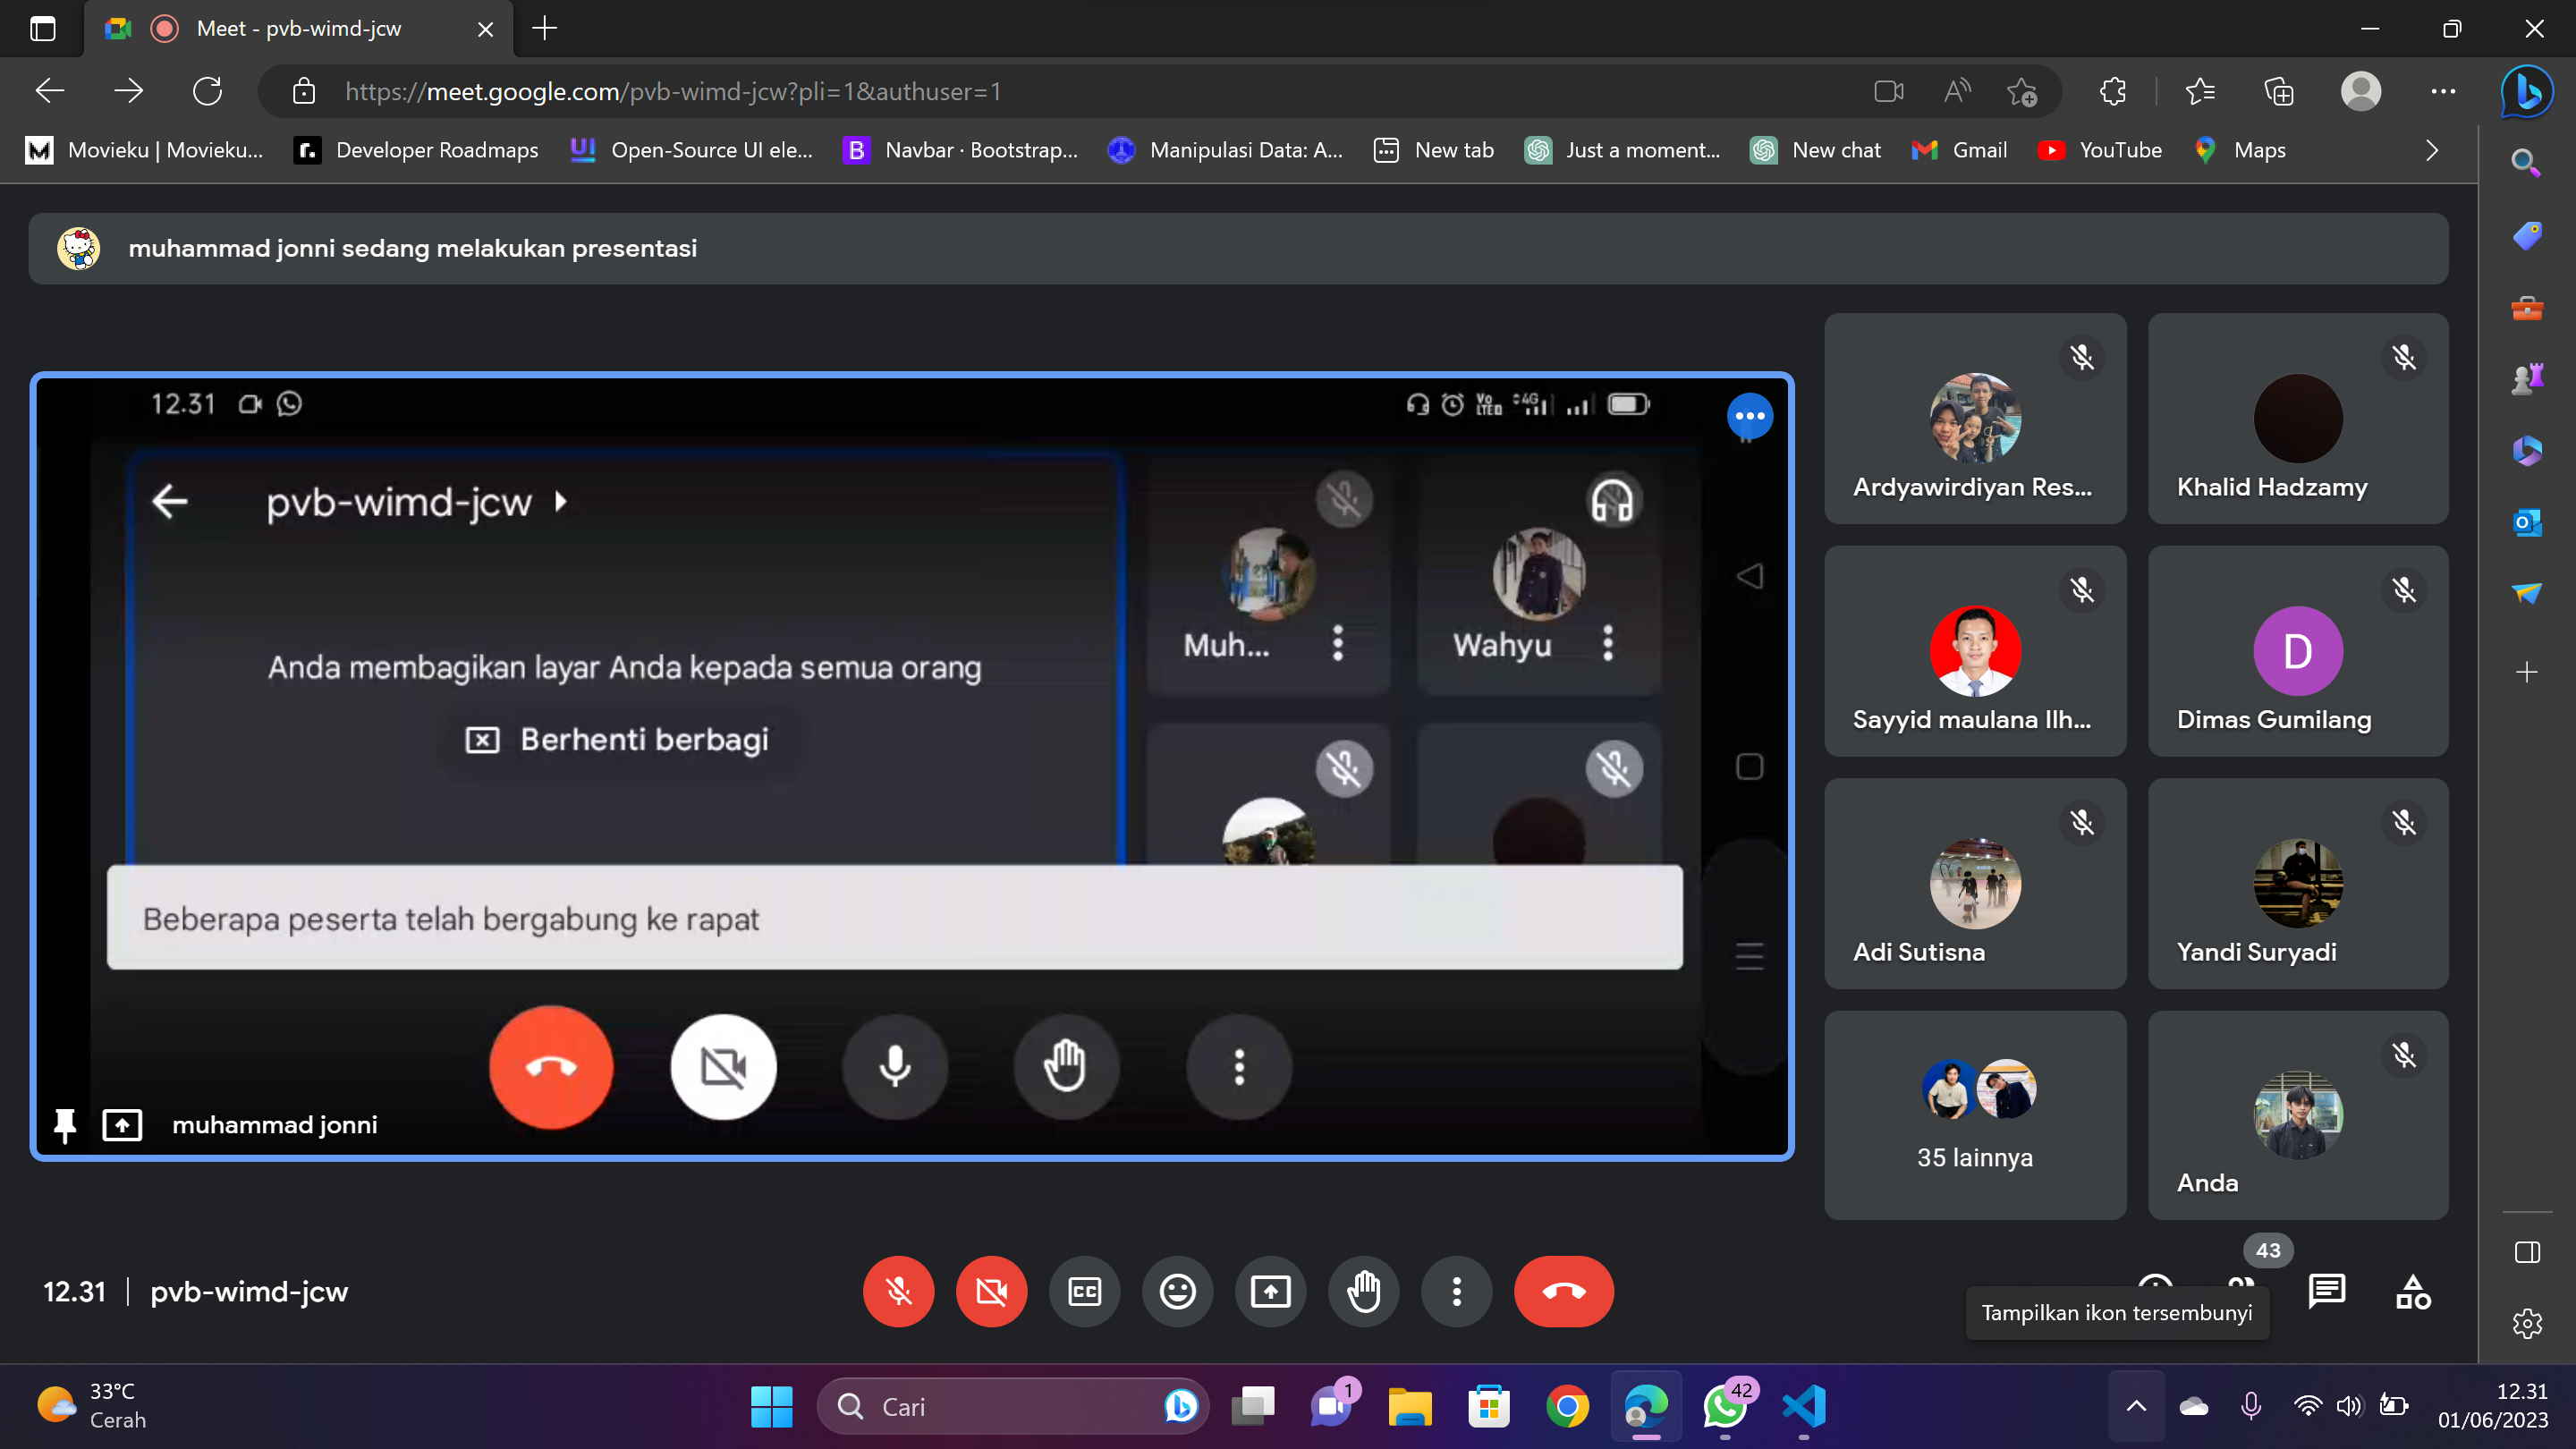 Meet - pvb-wimd-jcw
https://meet.google.com/pvb-wimd-jcw?pli=1&authuser=1
Movieku | Movieku...
Developer Roadmaps
Open-Source UI ele...
Navbar · Bootstrap...
Manipulasi Data: A...
New tab
Just a moment...
New chat
Gmail
YouTube
Maps
muhammad jonni sedang melakukan presentasi
12.31
4G
pvb-wimd-jcw
Anda membagikan layar Anda kepada semua orang
Berhenti berbagi
Muh...
Wahyu
Beberapa peserta telah bergabung ke rapat
muhammad jonni
Ardyawirdiyan Res...
Khalid Hadzamy
Sayyid maulana Ilh...
D
Dimas Gumilang
Adi Sutisna
Yandi Suryadi
35 lainnya
Anda
12.31 | pvb-wimd-jcw
CC
43
Tampilkan ikon tersembunyi
33°C
Cerah
Cari
1
42
12.31
01/06/2023